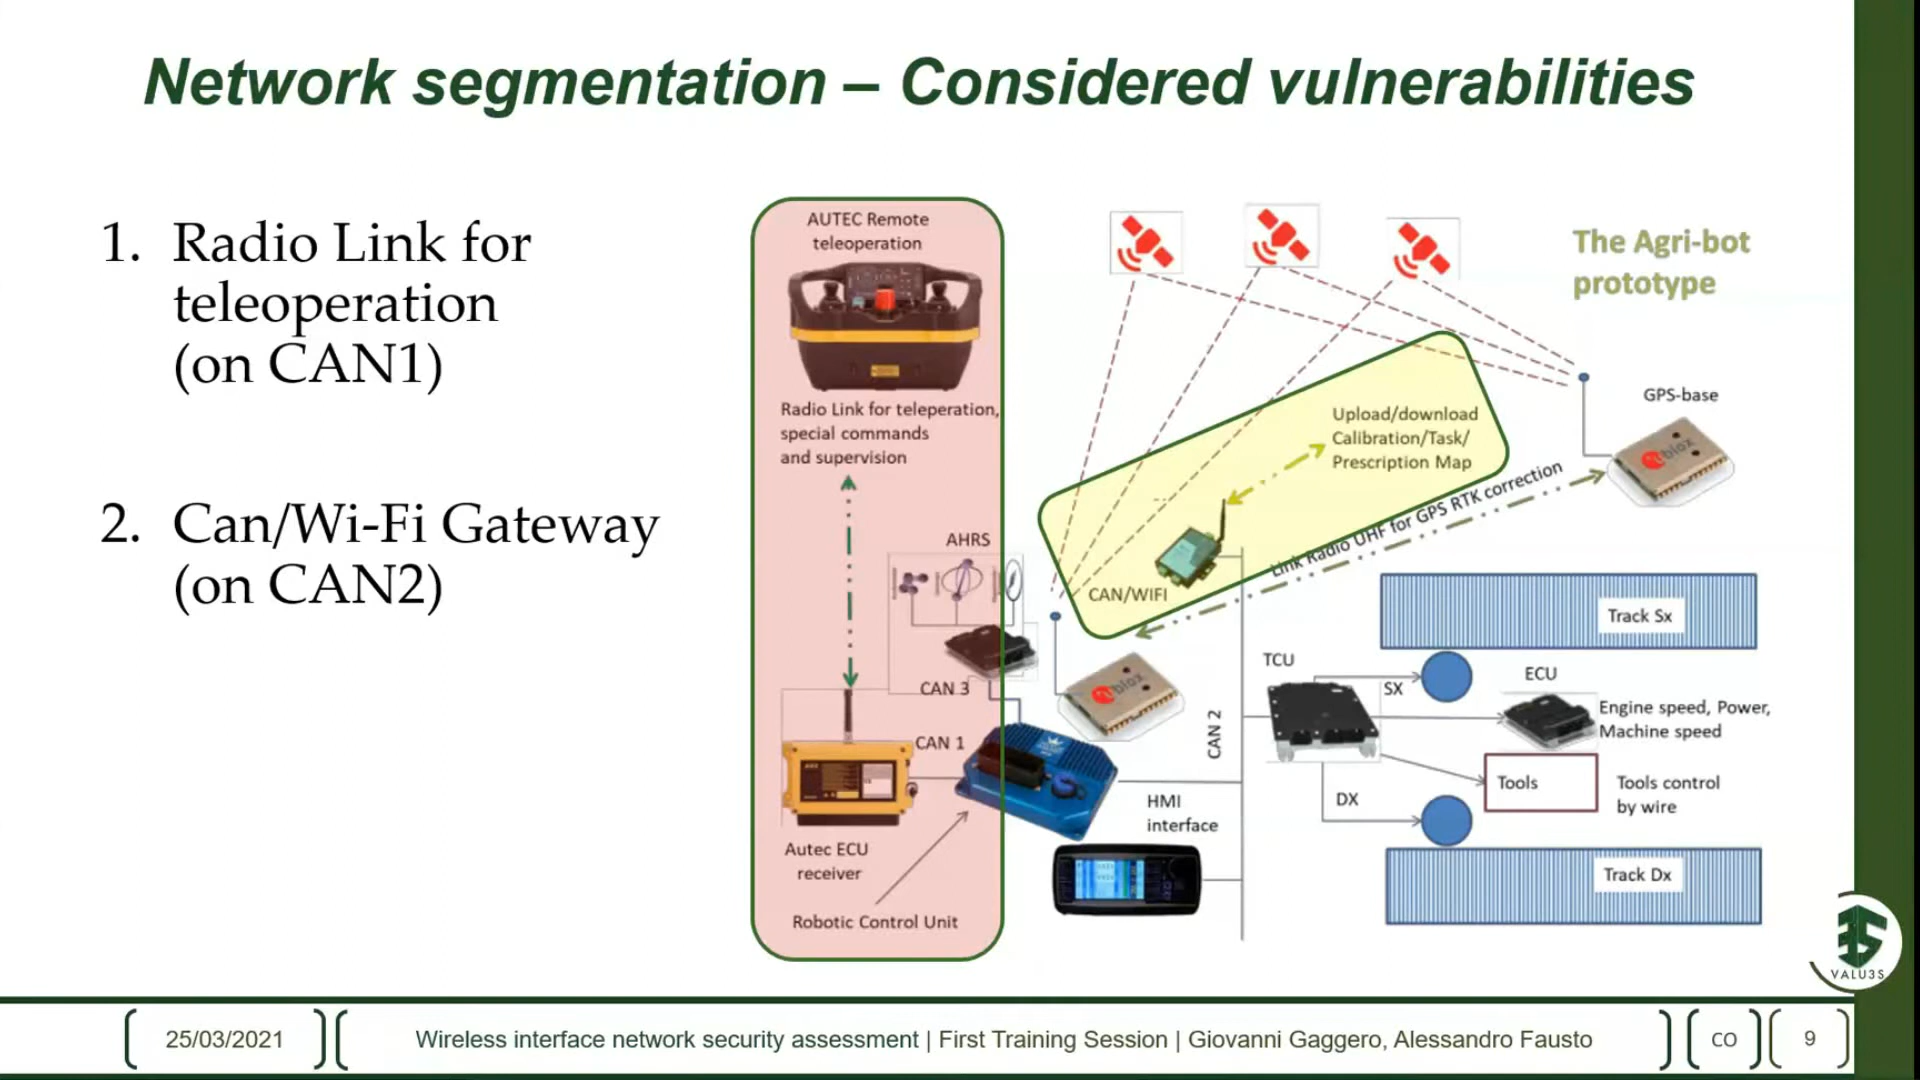 Network segmentation – Considered vulnerabilities
1. Radio Link for
teleoperation
(on CAN1)
2. Can/Wi-Fi Gateway
(on CAN2)
AUTEC Remote
teleoperation
Radio Link for teleperation,
special commands
and supervision
AHRS
CAN 3
CAN 1
Autec ECU
receiver
Robotic Control Unit
The Agri-bot
prototype
GPS-base
blox
Upload/download
Calibration/Task/
Prescription Map
Link Radio UHF for GPS RTK correction
CAN/WIFI
blox
CAN 2
HMI
interface
TCU
SX
DX
ECU
Engine speed, Power,
Machine speed
Tools
Tools control
by wire
Track Sx
Track Dx
VALU3S
25/03/2021
Wireless interface network security assessment | First Training Session | Giovanni Gaggero, Alessandro Fausto
CO
9